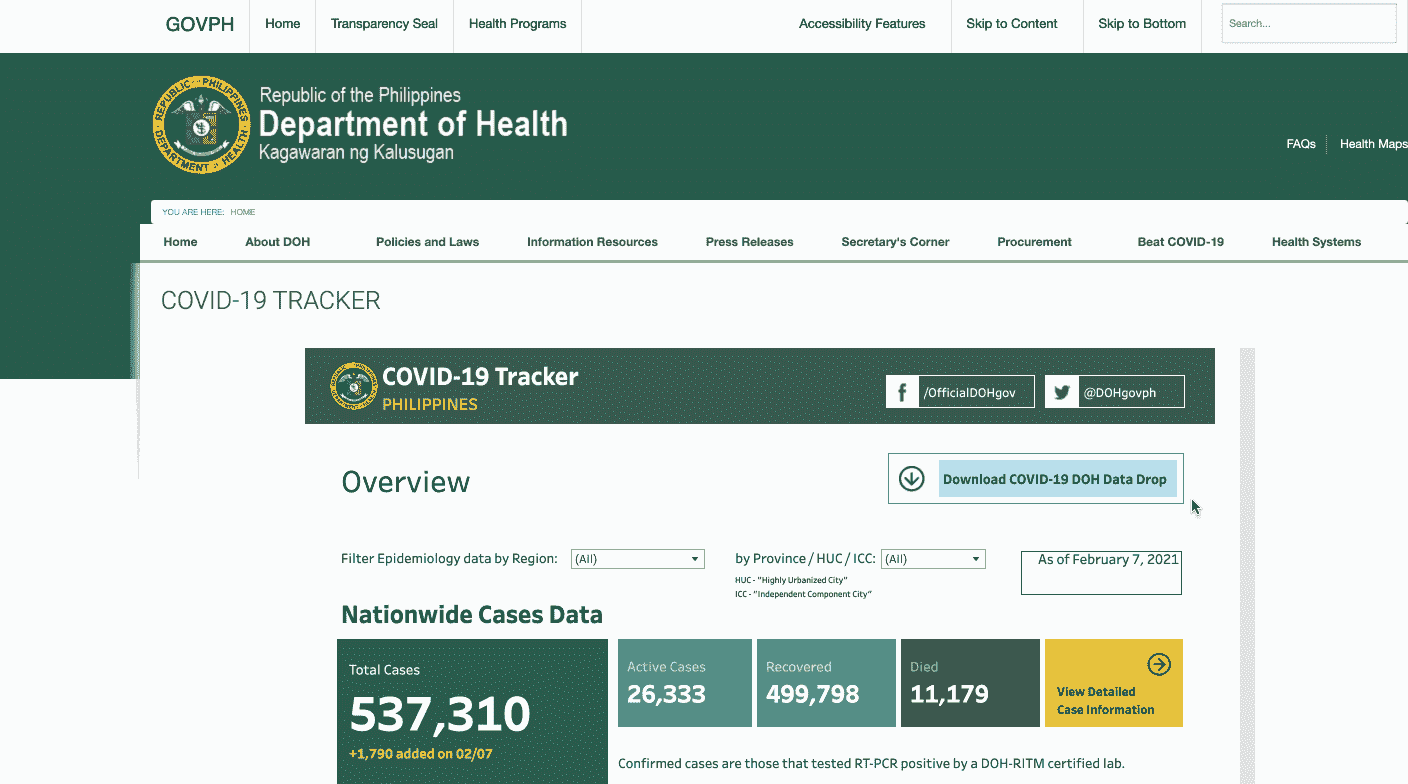 GOVPH
Home
Transparency Seal
Health Programs
Accessibility Features
Skip to Content
Skip to Bottom
Search...
REPUBLIC PHILIPPINES
DEPARTMENT HEALTH
Republic of the Philippines
Department of Health
Kagawaran ng Kalusugan
FAQs
Health Maps
YOU ARE HERE: HOME
Home
About DOH
Policies and Laws
Information Resources
Press Releases
Secretary's Corner
Procurement
Beat COVID-19
Health Systems
COVID-19 TRACKER
COVID-19 Tracker
PHILIPPINES
/OfficialDOHgov
@DOHgovph
Overview
Download COVID-19 DOH Data Drop
Filter Epidemiology data by Region:
(All)
by Province / HUC / ICC:
(All)
HUC - "Highly Urbanized City"
ICC - "Independent Component City"
As of February 7, 2021
Nationwide Cases Data
Total Cases
537,310
+1,790 added on 02/07
Active Cases
26,333
Recovered
499,798
Died
11,179
View Detailed
Case Information
Confirmed cases are those that tested RT-PCR positive by a DOH-RITM certified lab.